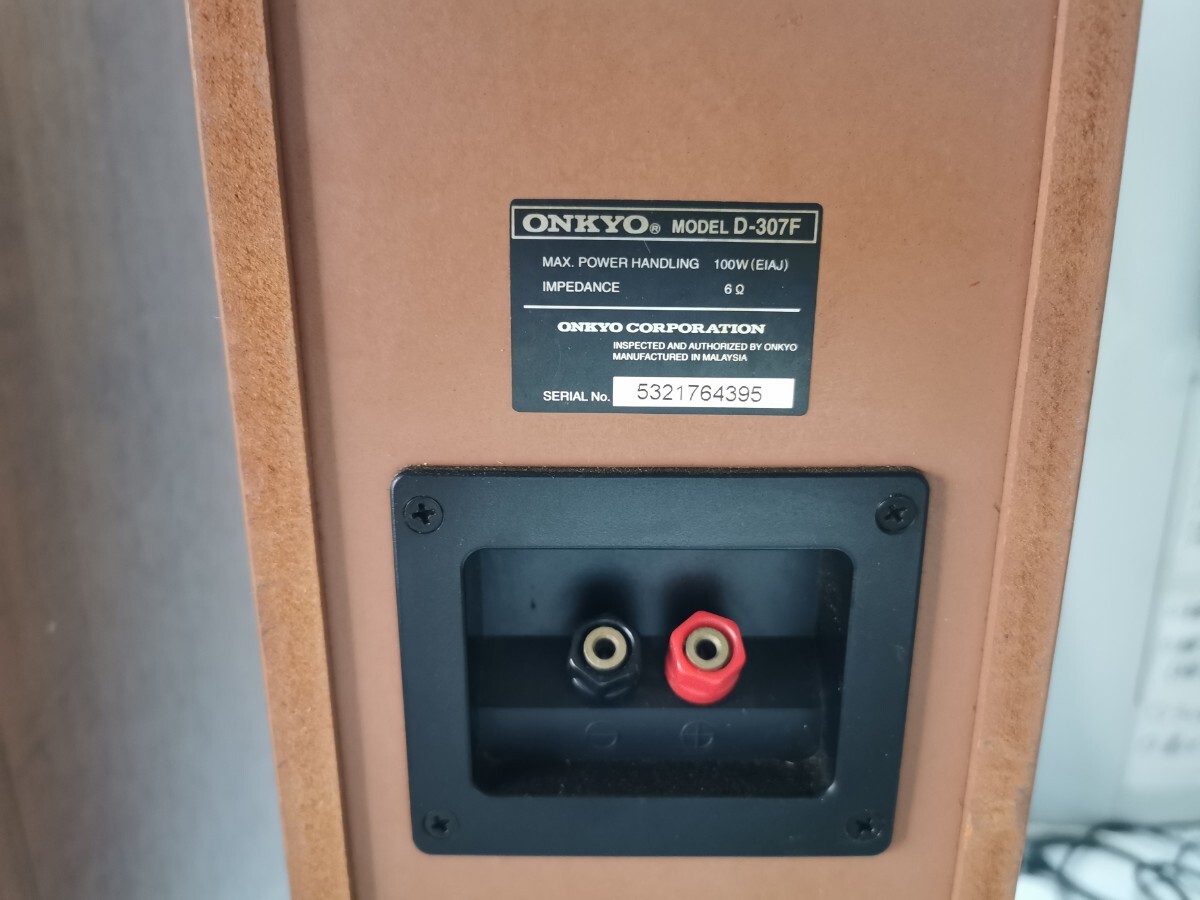 ONKYO® MODEL D-307F
MAX. POWER HANDLING 100W (EIAJ)
IMPEDANCE 6 Ω
ONKYO CORPORATION
INSPECTED AND AUTHORIZED BY ONKYO
MANUFACTURED IN MALAYSIA
SERIAL No. 5321764395
⊖ ⊕